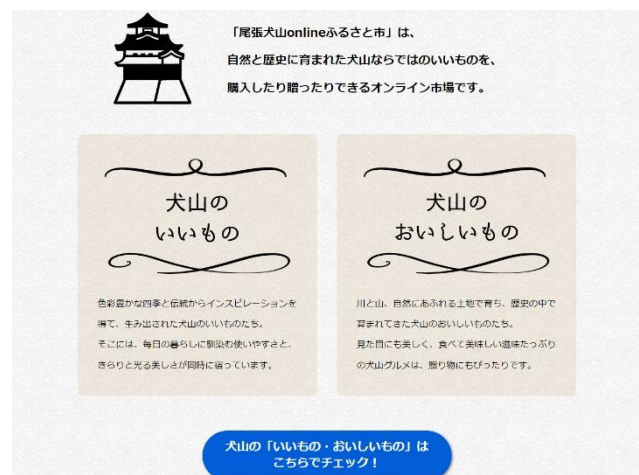 「尾張犬山onlineふるさと市」は、
自然と歴史に育まれた犬山ならではのいいものを、
購入したり贈ったりできるオンライン市場です。
犬山の
いいもの
色彩豊かな四季と伝統からインスピレーションを
得て、生み出された犬山のいいものたち。
そこには、毎日の暮らしに馴染む使いやすさと、
きらりと光る美しさが同時に宿っています。
犬山の
おいしいもの
川と山、自然にあふれる土地で育ち、歴史の中で
育まれてきた犬山のおいしいものたち。
見た目にも美しく、食べて美味しい滋味たっぷり
の犬山グルメは、贈り物にもぴったりです。
犬山の「いいもの・おいしいもの」は
こちらでチェック！